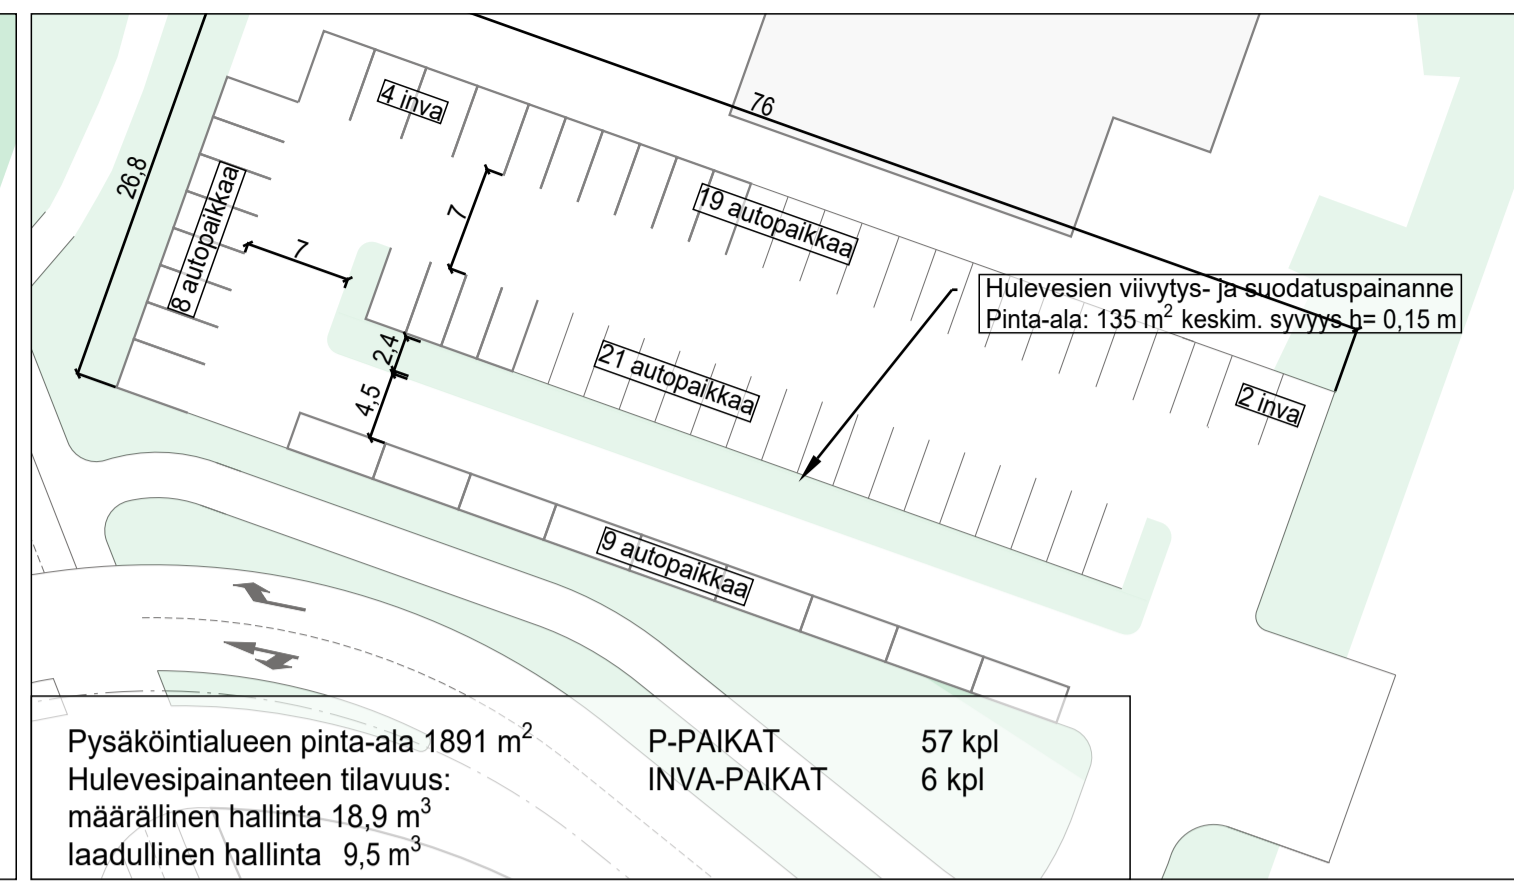 76
4 inva
26,8
8 autopaikkaa
7
7
19 autopaikkaa
Hulevesien viivytys- ja suodatuspainanne
Pinta-ala: 135 m² keskim. syvyys h= 0,15 m
2,4
4,5
21 autopaikkaa
2 inva
9 autopaikkaa
Pysäköintialueen pinta-ala 1891 m²
Hulevesipainanteen tilavuus:
määrällinen hallinta 18,9 m³
laadullinen hallinta 9,5 m³
P-PAIKAT 57 kpl
INVA-PAIKAT 6 kpl